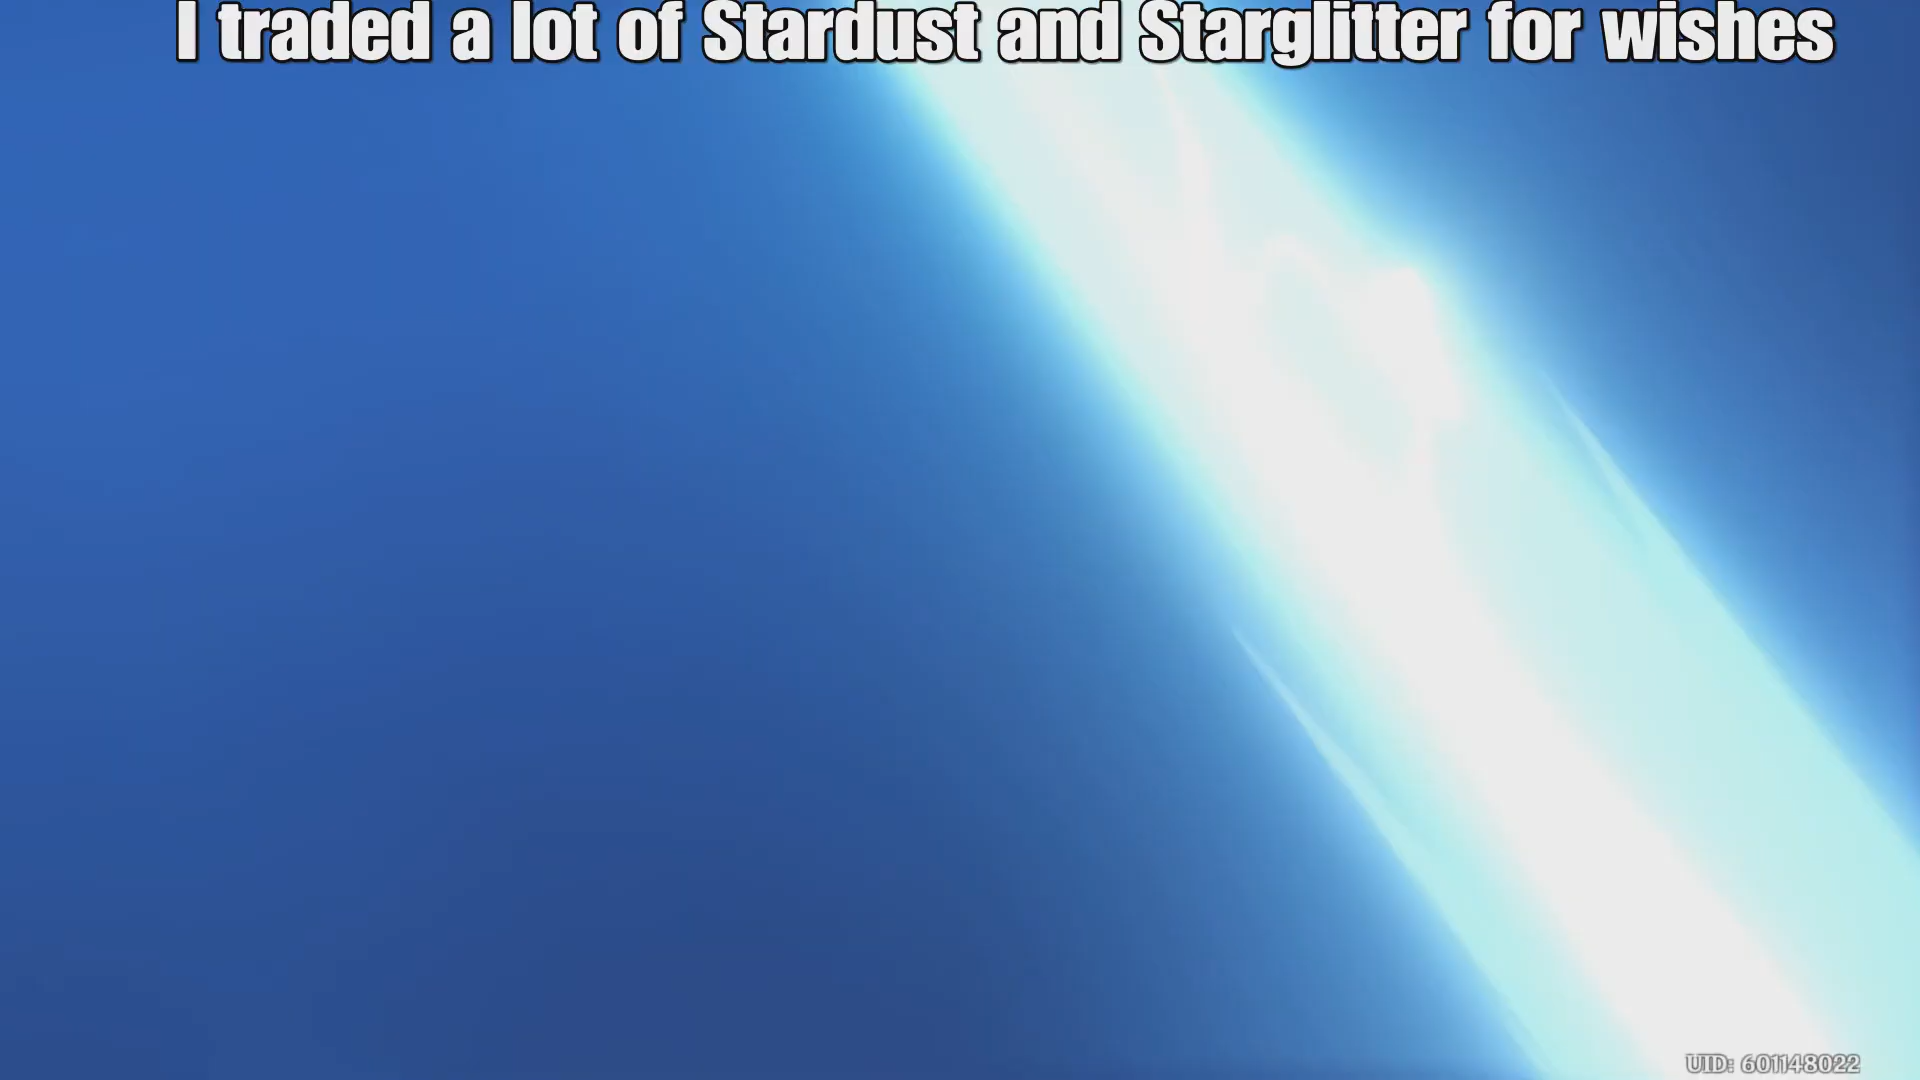 I traded a lot of Stardust and Starglitter for wishes
UID: 601148022